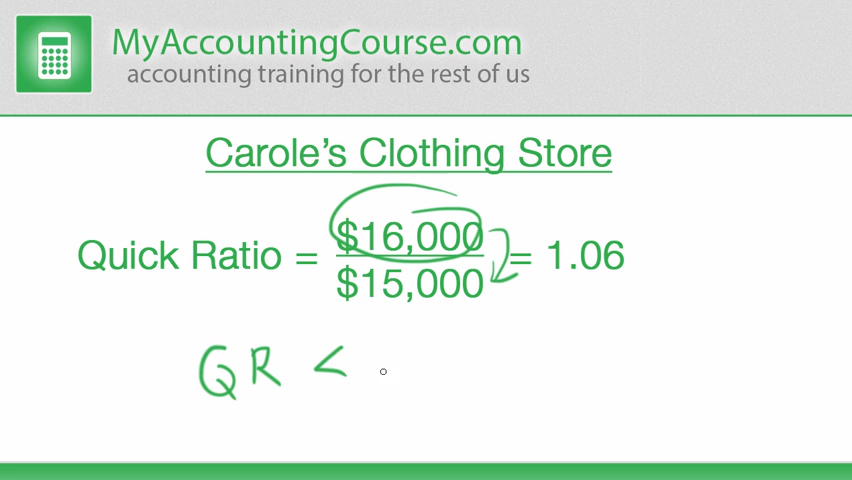 MyAccountingCourse.com
accounting training for the rest of us
Carole's Clothing Store
Quick Ratio = $16,000 / $15,000 = 1.06
QR <